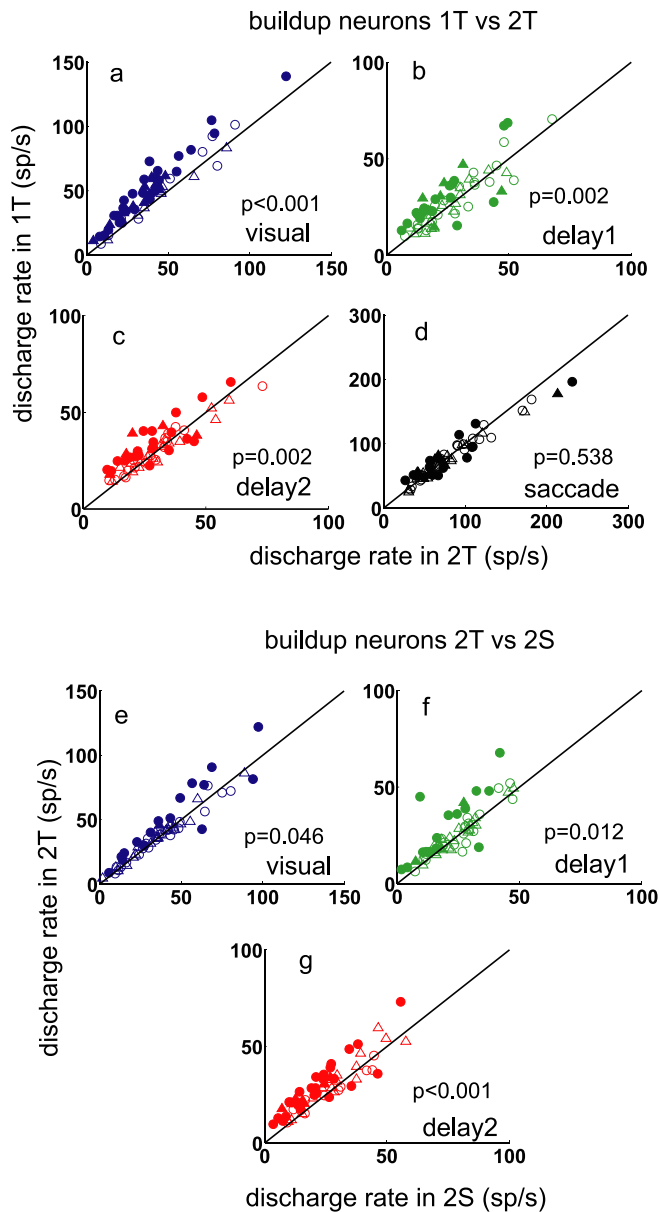 buildup neurons 1T vs 2T
discharge rate in 1T (sp/s)
a
150
100
50
0
0
50
100
150
p<0.001
visual
b
100
50
0
0
50
100
p=0.002
delay1
c
100
50
0
0
50
100
p=0.002
delay2
d
300
200
100
0
0
100
200
300
p=0.538
saccade
discharge rate in 2T (sp/s)
buildup neurons 2T vs 2S
discharge rate in 2T (sp/s)
e
150
100
50
0
0
50
100
150
p=0.046
visual
f
100
50
0
0
50
100
p=0.012
delay1
g
100
50
0
0
50
100
p<0.001
delay2
discharge rate in 2S (sp/s)